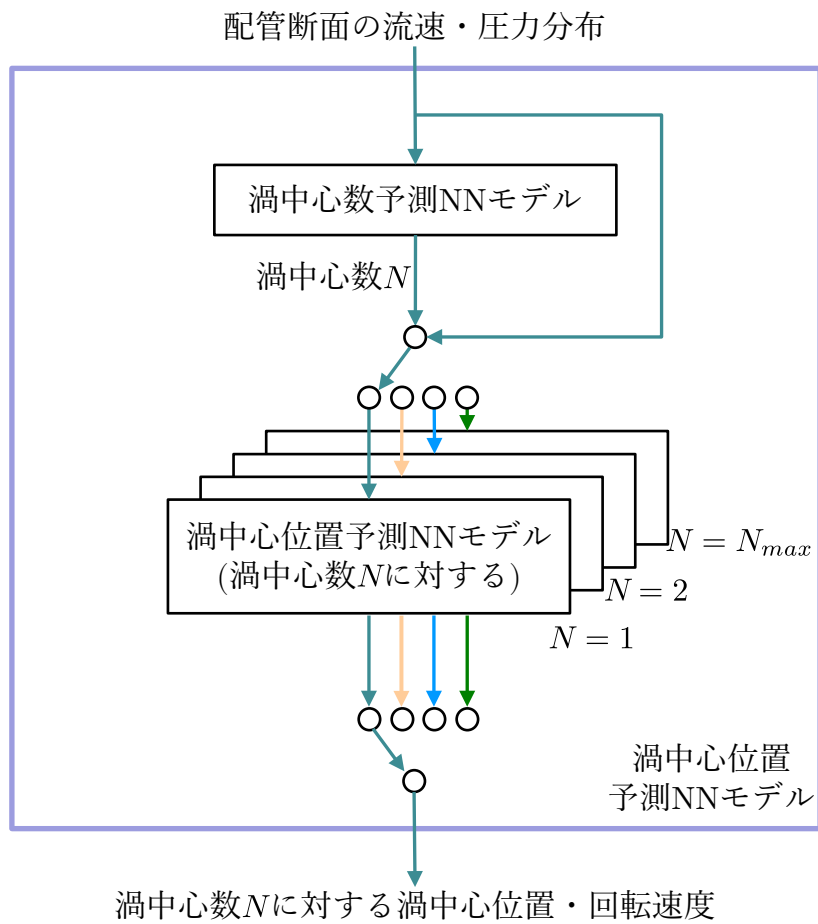 配管断面の流速・圧力分布
渦中心数予測NNモデル
渦中心数N
渦中心位置予測NNモデル
(渦中心数Nに対する)
N = N_{max}
N = 2
N = 1
渦中心位置
予測NNモデル
渦中心数Nに対する渦中心位置・回転速度